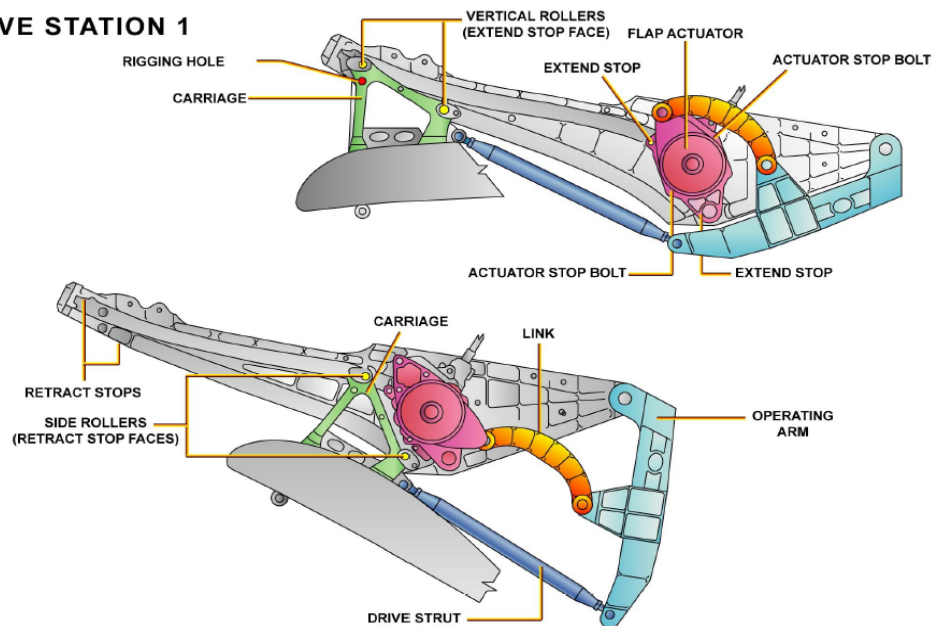 VE STATION 1
VERTICAL ROLLERS
(EXTEND STOP FACE)
FLAP ACTUATOR
RIGGING HOLE
EXTEND STOP
ACTUATOR STOP BOLT
CARRIAGE
ACTUATOR STOP BOLT
EXTEND STOP
CARRIAGE
LINK
RETRACT STOPS
SIDE ROLLERS
(RETRACT STOP FACES)
OPERATING
ARM
DRIVE STRUT